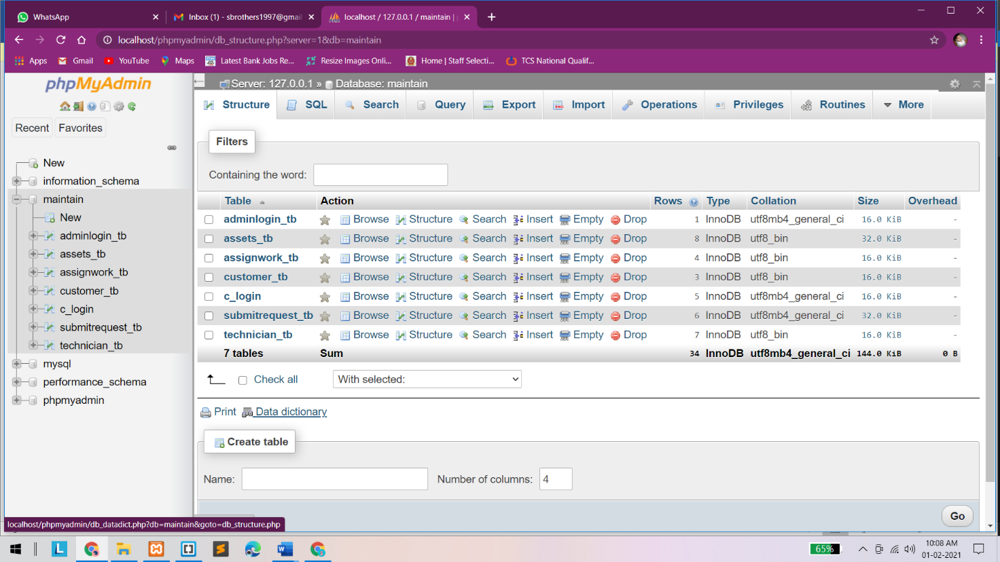 WhatsApp
Inbox (1) - sbrothers1997@gmail
localhost / 127.0.0.1 / maintain |
localhost/phpmyadmin/db_structure.php?server=1&db=maintain
Apps Gmail YouTube Maps Latest Bank Jobs Re... Resize Images Onli... Home | Staff Selecti... TCS National Qualif...
phpMyAdmin
Recent Favorites
New
information_schema
maintain
New
adminlogin_tb
assets_tb
assignwork_tb
customer_tb
c_login
submitrequest_tb
technician_tb
mysql
performance_schema
phpmyadmin
Server: 127.0.0.1 » Database: maintain
Structure SQL Search Query Export Import Operations Privileges Routines More
Filters
Containing the word:
Table Action Rows Type Collation Size Overhead
adminlogin_tb Browse Structure Search Insert Empty Drop 1 InnoDB utf8mb4_general_ci 16.0 KiB -
assets_tb Browse Structure Search Insert Empty Drop 8 InnoDB utf8_bin 32.0 KiB -
assignwork_tb Browse Structure Search Insert Empty Drop 4 InnoDB utf8_bin 16.0 KiB -
customer_tb Browse Structure Search Insert Empty Drop 3 InnoDB utf8_bin 16.0 KiB -
c_login Browse Structure Search Insert Empty Drop 5 InnoDB utf8mb4_general_ci 16.0 KiB -
submitrequest_tb Browse Structure Search Insert Empty Drop 6 InnoDB utf8mb4_general_ci 32.0 KiB -
technician_tb Browse Structure Search Insert Empty Drop 7 InnoDB utf8_bin 16.0 KiB -
7 tables Sum 34 InnoDB utf8mb4_general_ci 144.0 KiB 0 B
Check all With selected:
Print Data dictionary
Create table
Name: Number of columns: 4
Go
localhost/phpmyadmin/db_datadict.php?db=maintain&goto=db_structure.php
65%
10:08 AM
01-02-2021